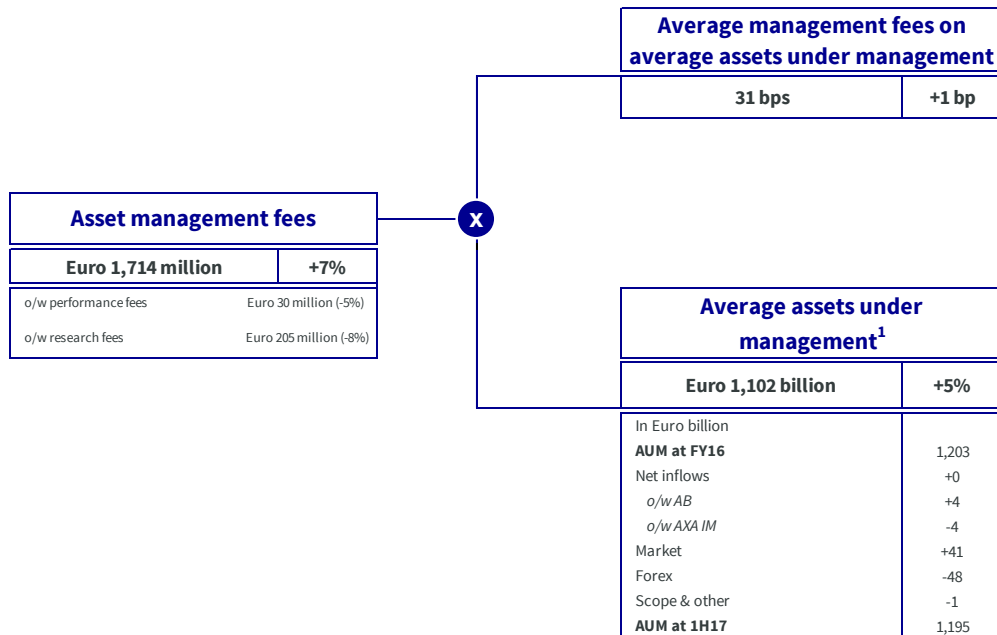 Average management fees on
average assets under management
31 bps +1 bp
Asset management fees
X
Euro 1,714 million +7%
o/w performance fees Euro 30 million (-5%)
o/w research fees Euro 205 million (-8%)
Average assets under
management1
Euro 1,102 billion +5%
In Euro billion
AUM at FY16 1,203
Net inflows +0
o/w AB +4
o/w AXA IM -4
Market +41
Forex -48
Scope & other -1
AUM at 1H17 1,195